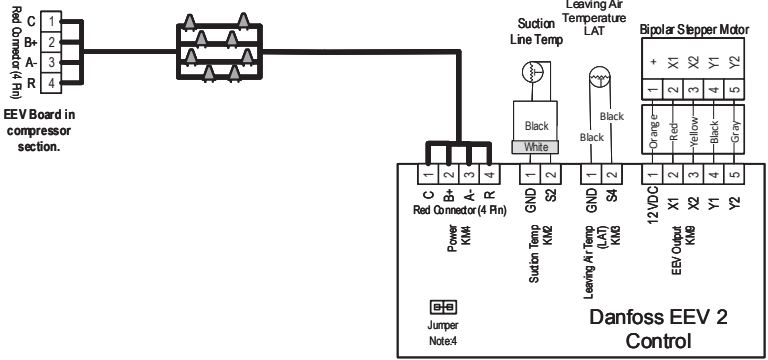 Red Connector (4 Pin)
C 1
B+ 2
A- 3
R 4
EEV Board in
compressor
section.
Suction
Line Temp
Leaving Air
Temperature
LAT
Bipolar Stepper Motor
+ X1 X2 Y1 Y2
1 2 3 4 5
Black
White
Black
Black
Orange
Red
Yellow
Black
Gray
1 2 3 4
C B+ A- R
Red Connector (4 Pin)
Power
KM4
1 2
GND S2
Suction Temp
KM2
1 2
GND S4
Leaving Air Temp
(LAT)
KM3
1 2 3 4 5
12VDC X1 X2 Y1 Y2
EEV Output
KM9
Jumper
Note:4
Danfoss EEV 2
Control